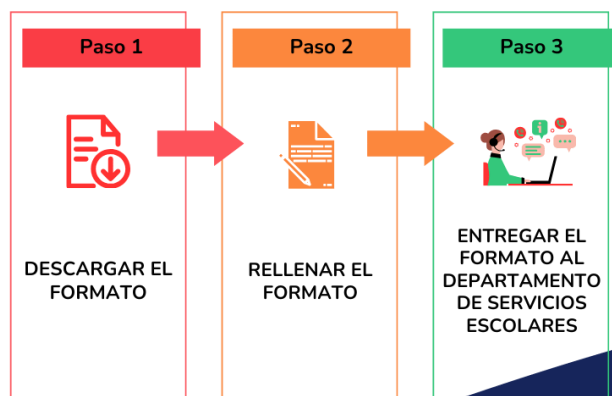 Paso 1
Paso 2
Paso 3
DESCARGAR EL
FORMATO
RELLENAR EL
FORMATO
ENTREGAR EL
FORMATO AL
DEPARTAMENTO
DE SERVICIOS
ESCOLARES